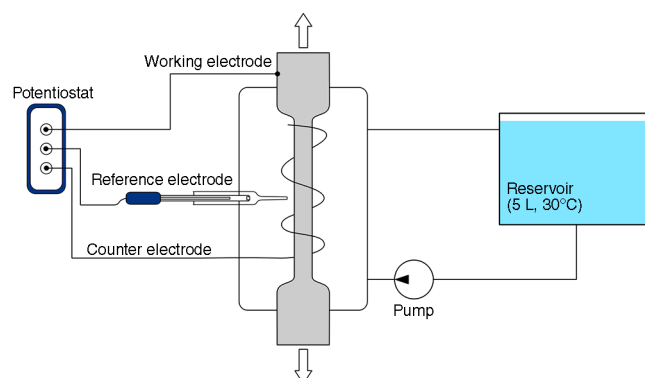 Working electrode
Potentiostat
Reference electrode
Reservoir
(5 L, 30°C)
Counter electrode
Pump